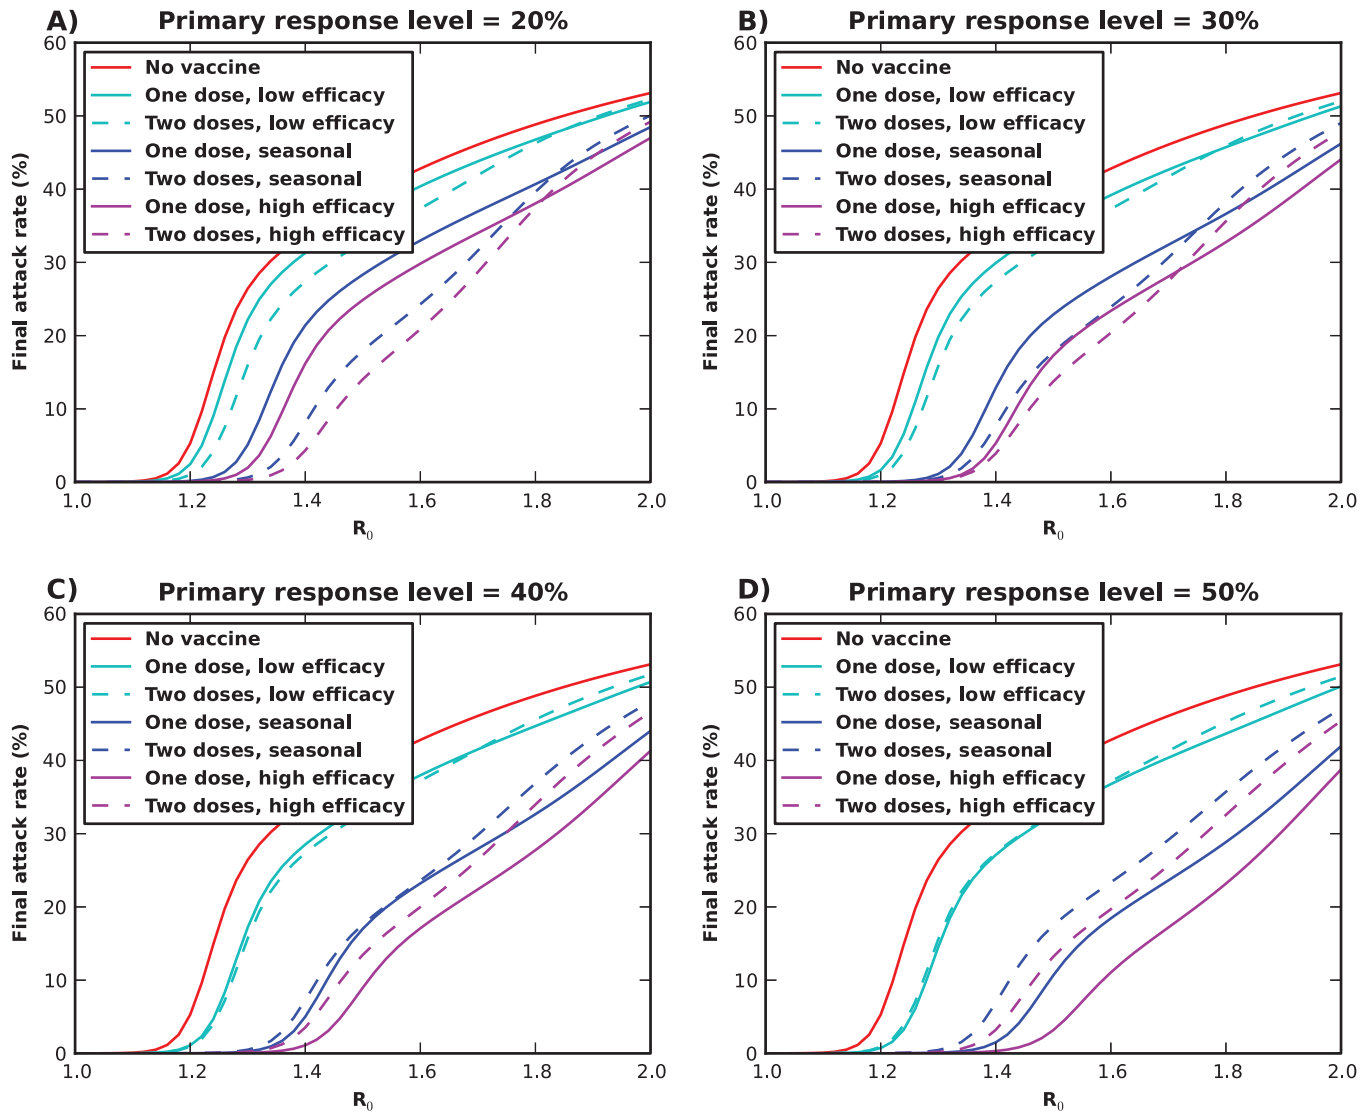 A) Primary response level = 20%
60
50
40
30
20
10
0
Final attack rate (%)
No vaccine
One dose, low efficacy
Two doses, low efficacy
One dose, seasonal
Two doses, seasonal
One dose, high efficacy
Two doses, high efficacy
1.0 1.2 1.4 1.6 1.8 2.0
R0
B) Primary response level = 30%
60
50
40
30
20
10
0
Final attack rate (%)
No vaccine
One dose, low efficacy
Two doses, low efficacy
One dose, seasonal
Two doses, seasonal
One dose, high efficacy
Two doses, high efficacy
1.0 1.2 1.4 1.6 1.8 2.0
R0
C) Primary response level = 40%
60
50
40
30
20
10
0
Final attack rate (%)
No vaccine
One dose, low efficacy
Two doses, low efficacy
One dose, seasonal
Two doses, seasonal
One dose, high efficacy
Two doses, high efficacy
1.0 1.2 1.4 1.6 1.8 2.0
R0
D) Primary response level = 50%
60
50
40
30
20
10
0
Final attack rate (%)
No vaccine
One dose, low efficacy
Two doses, low efficacy
One dose, seasonal
Two doses, seasonal
One dose, high efficacy
Two doses, high efficacy
1.0 1.2 1.4 1.6 1.8 2.0
R0